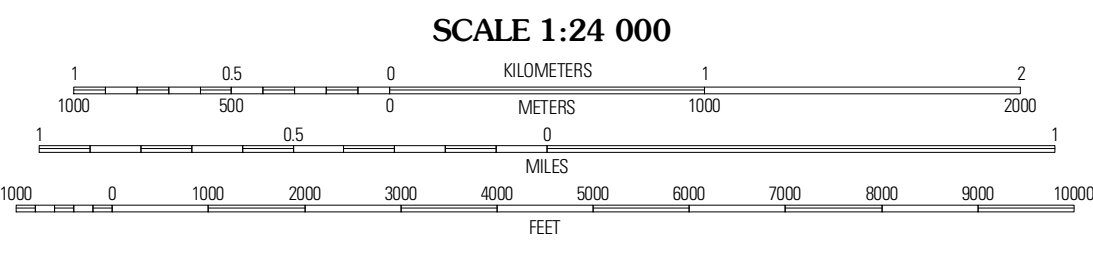 SCALE 1:24 000
1 0.5 0 KILOMETERS 1 2
1000 500 0 METERS 1000 2000
1 0.5 0 1
MILES
1000 0 1000 2000 3000 4000 5000 6000 7000 8000 9000 10000
FEET